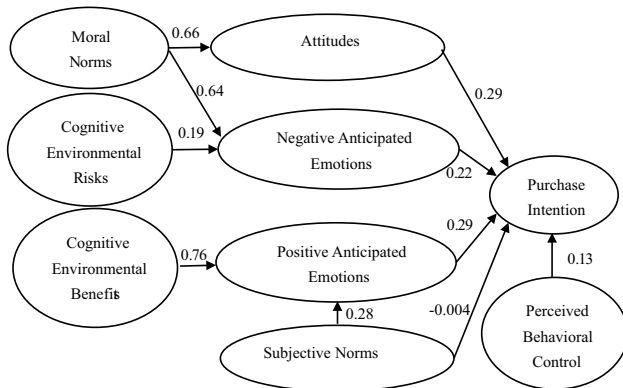 Moral
Norms
0.66
Attitudes
0.64
0.29
Cognitive
Environmental
Risks
0.19
Negative Anticipated
Emotions
0.22
Purchase
Intention
Cognitive
Environmental
Benefits
0.76
Positive Anticipated
Emotions
0.29
0.13
0.28
-0.004
Subjective Norms
Perceived
Behavioral
Control